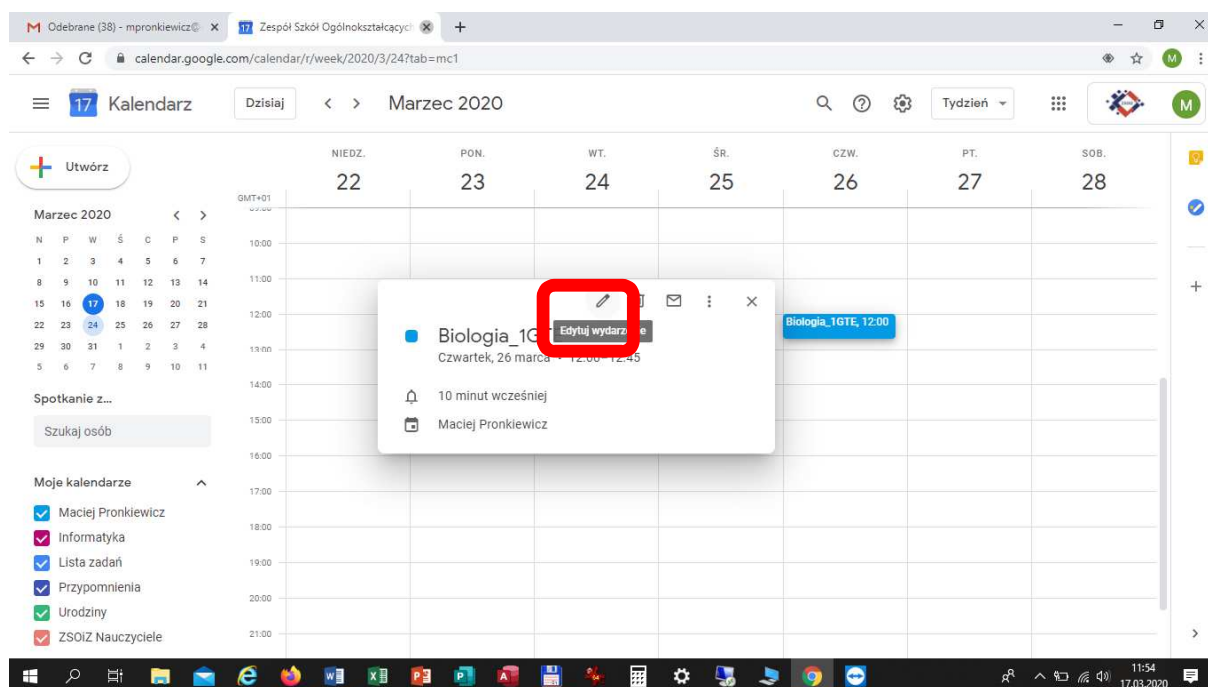 Odebrane (38) - mpronkiewicz@
Zespół Szkół Ogólnokształcącyc
calendar.google.com/calendar/r/week/2020/3/24?tab=mc1
M
17 Kalendarz
Dzisiaj
Marzec 2020
Tydzień
M
Utwórz
NIEDZ. PON. WT. ŚR. CZW. PT. SOB.
22 23 24 25 26 27 28
GMT+01
Marzec 2020
N P W Ś C P S
1 2 3 4 5 6 7
8 9 10 11 12 13 14
15 16 17 18 19 20 21
22 23 24 25 26 27 28
29 30 31 1 2 3 4
5 6 7 8 9 10 11
Spotkanie z...
Szukaj osób
Moje kalendarze
Maciej Pronkiewicz
Informatyka
Lista zadań
Przypomnienia
Urodziny
ZSOiZ Nauczyciele
10:00
11:00
12:00
13:00
14:00
15:00
16:00
17:00
18:00
19:00
20:00
21:00
Edytuj wydarzenie
Biologia_1GT
Czwartek, 26 marca
12:45
10 minut wcześniej
Maciej Pronkiewicz
Biologia_1GTE, 12:00
11:54
17.03.2020